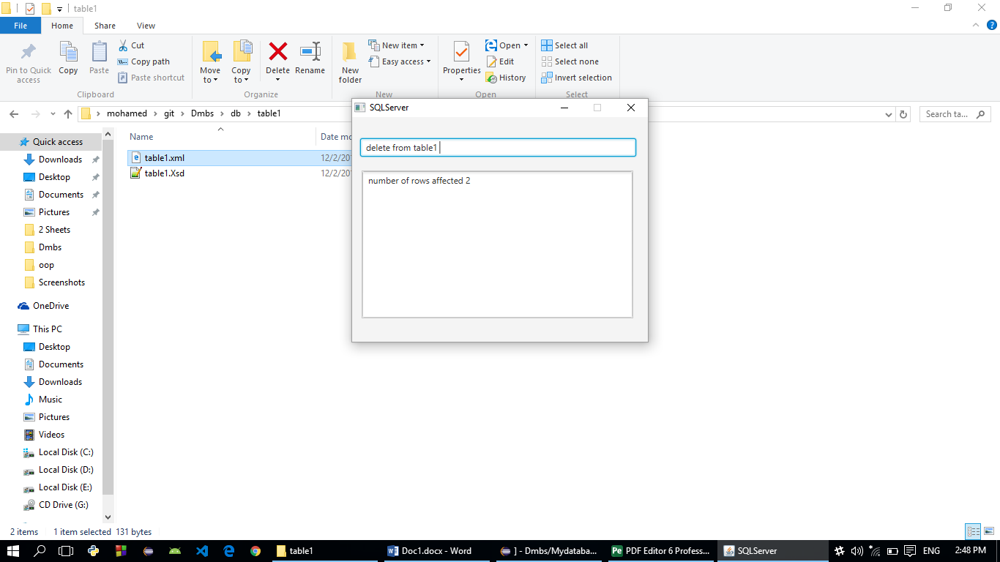 table1
File Home Share View
Pin to Quick access
Copy
Paste
Cut
Copy path
Paste shortcut
Clipboard
Move to
Copy to
Delete
Rename
Organize
New folder
New item
Easy access
New
Properties
Open
Edit
History
Open
Select all
Select none
Invert selection
Select
mohamed > git > Dmbs > db > table1
Search ta...
SQLServer
delete from table1
number of rows affected 2
Name Date mo
table1.xml 12/2/201
table1.Xsd 12/2/201
Quick access
Downloads
Desktop
Documents
Pictures
2 Sheets
Dmbs
oop
Screenshots
OneDrive
This PC
Desktop
Documents
Downloads
Music
Pictures
Videos
Local Disk (C:)
Local Disk (D:)
Local Disk (E:)
CD Drive (G:)
2 items 1 item selected 131 bytes
table1
Doc1.docx - Word
] - Dmbs/Mydataba...
Pe PDF Editor 6 Profess...
SQLServer
ENG
2:48 PM